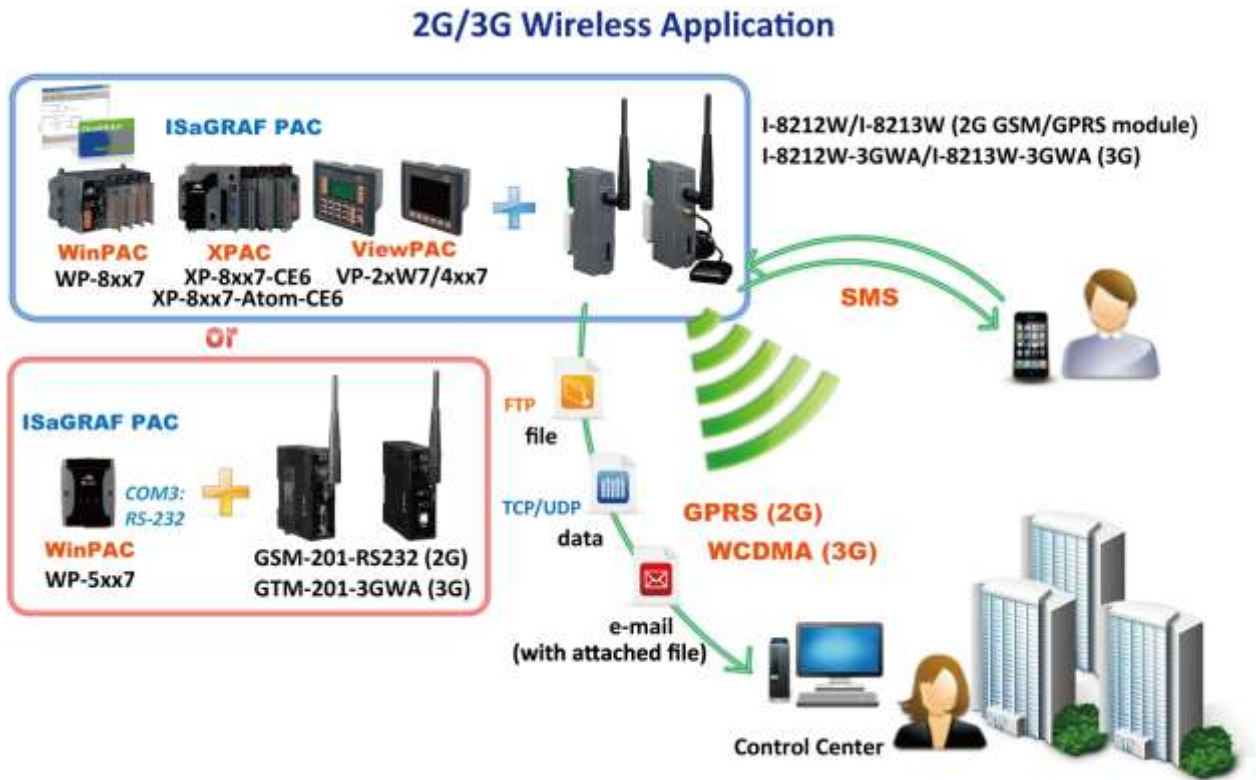 2G/3G Wireless Application
ISaGRAF PAC
WinPAC
WP-8xx7
XPAC
XP-8xx7-CE6
XP-8xx7-Atom-CE6
ViewPAC
VP-2xW7/4xx7
I-8212W/I-8213W (2G GSM/GPRS module)
I-8212W-3GWA/I-8213W-3GWA (3G)
SMS
or
ISaGRAF PAC
COM3:
RS-232
WinPAC
WP-5xx7
GSM-201-RS232 (2G)
GTM-201-3GWA (3G)
FTP
file
TCP/UDP
data
e-mail
(with attached file)
GPRS (2G)
WCDMA (3G)
Control Center